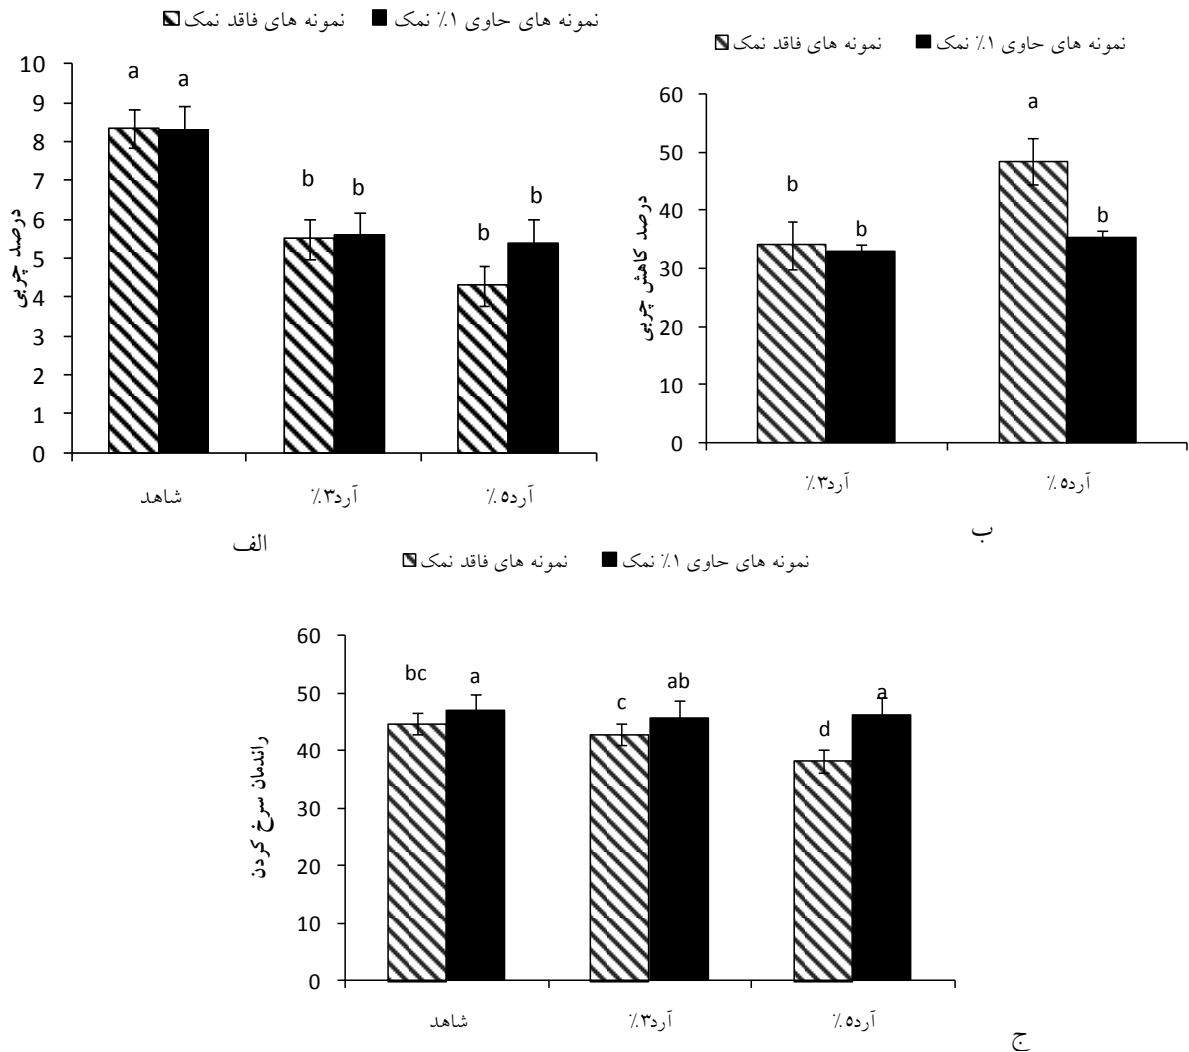 نمونه های فاقد نمک نمونه های حاوی ۱٪ نمک
درصد چربی
10
9
8
7
6
5
4
3
2
1
0
a a
b b
b b
شاهد آرد۳٪ آرد۵٪
الف
نمونه های فاقد نمک نمونه های حاوی ۱٪ نمک
درصد کاهش چربی
60
50
40
30
20
10
0
b b
a b
آرد۳٪ آرد۵٪
ب
نمونه های فاقد نمک نمونه های حاوی ۱٪ نمک
راندمان سرخ کردن
60
50
40
30
20
10
0
bc a
c ab
d a
شاهد آرد۳٪ آرد۵٪
ج